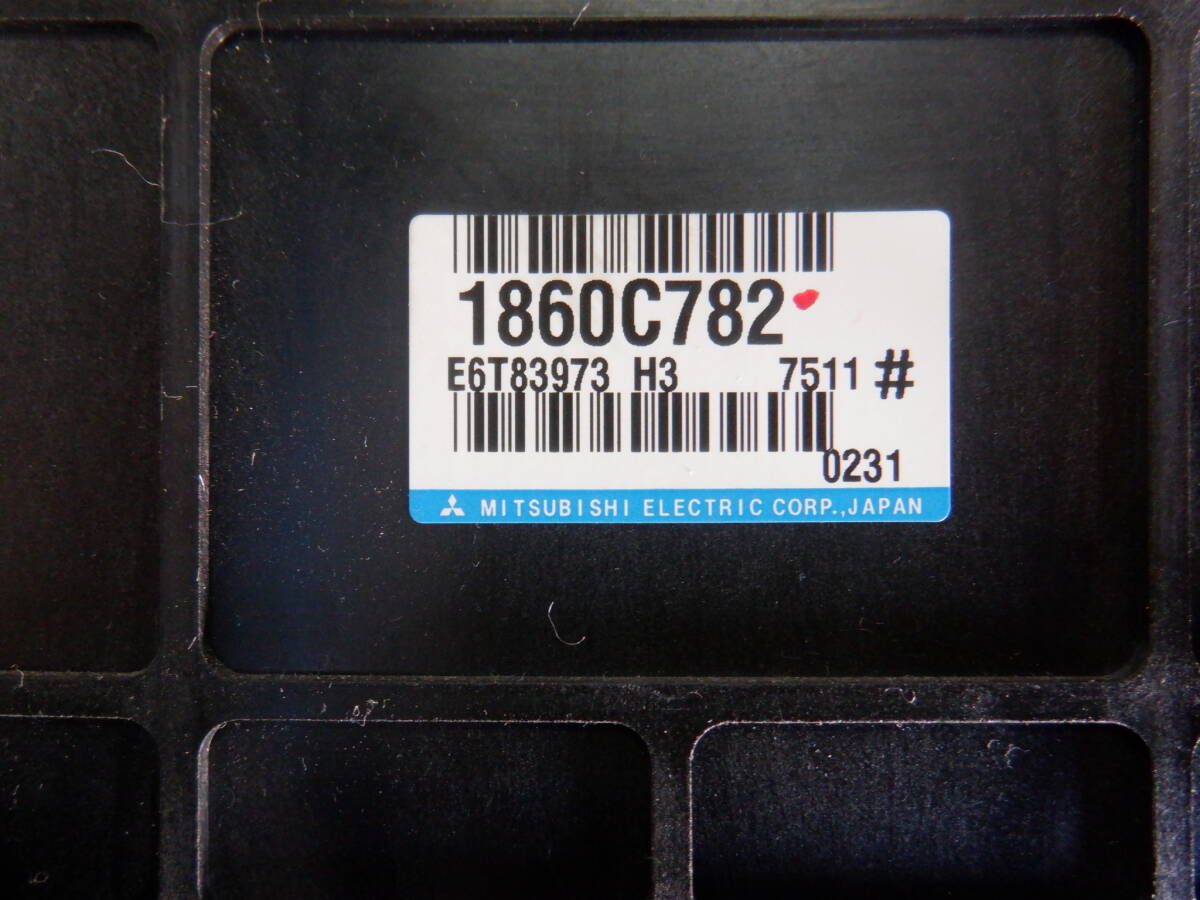 1860C782
E6T83973 H3 7511 #
0231
MITSUBISHI ELECTRIC CORP.,JAPAN